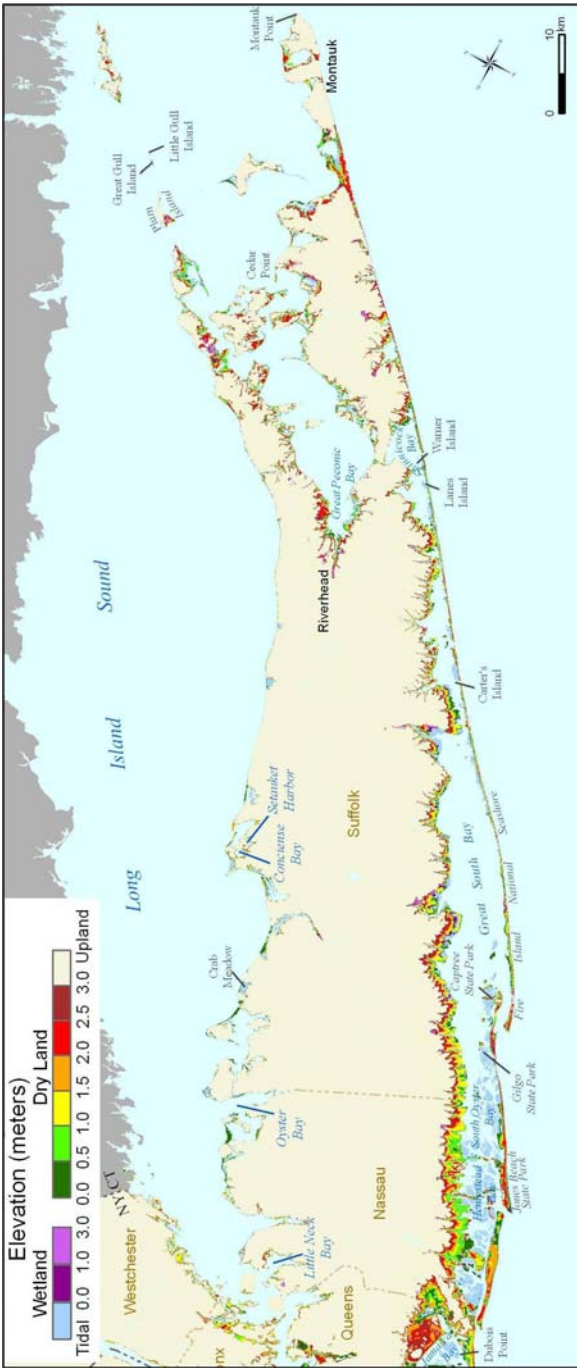 Elevation (meters)
Wetland
Dry Land
Tidal 0.0 1.0 3.0
0.0 0.5 1.0 1.5 2.0 2.5 3.0 Upland
NY
CT
Westchester
nx
Queens
Nassau
Suffolk
Long Island Sound
Little Neck
Bay
Oyster
Bay
Crab
Meadow
Conciense
Bay
Setauket
Harbor
Riverhead
Great Peconic
Bay
Cedar
Point
Plum
Island
Great Gull
Island
Little Gull
Island
Montauk
Point
Montauk
Bay
Warner
Island
Lanes
Island
Carter's
Island
Great South Bay
Fire Island National Seashore
Captree
State Park
Gilgo
State Park
South Oyster
Bay
Hempstead
Jones Beach
State Park
Bay
Dubois
Point
0 10
km